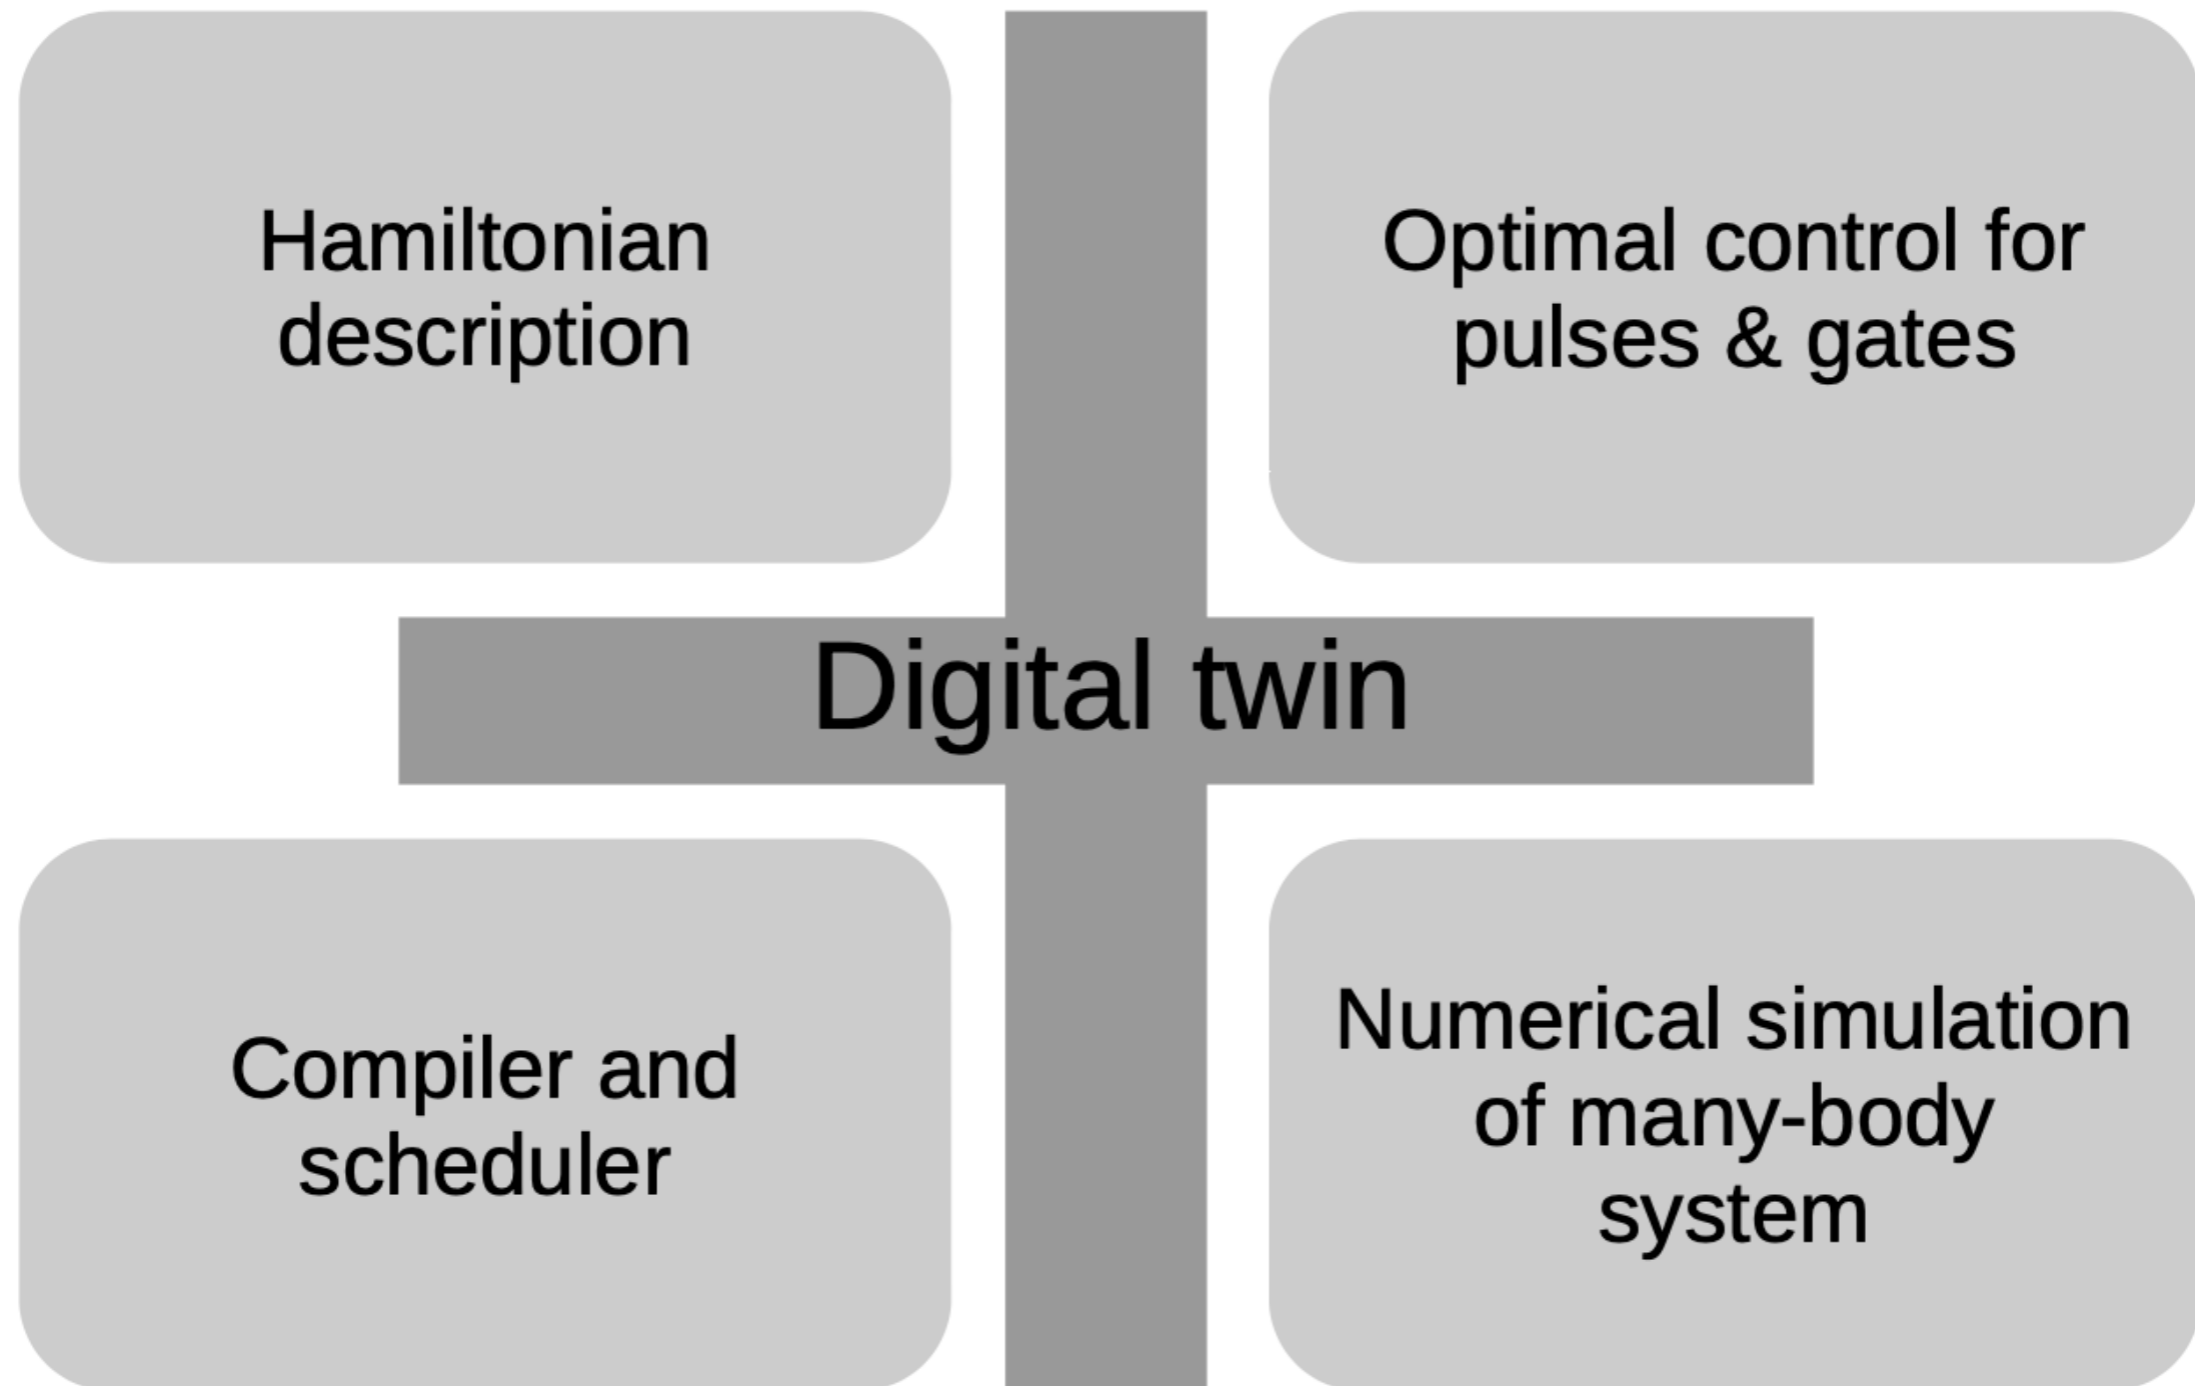 Hamiltonian
description
Optimal control for
pulses & gates
Digital twin
Compiler and
scheduler
Numerical simulation
of many-body
system